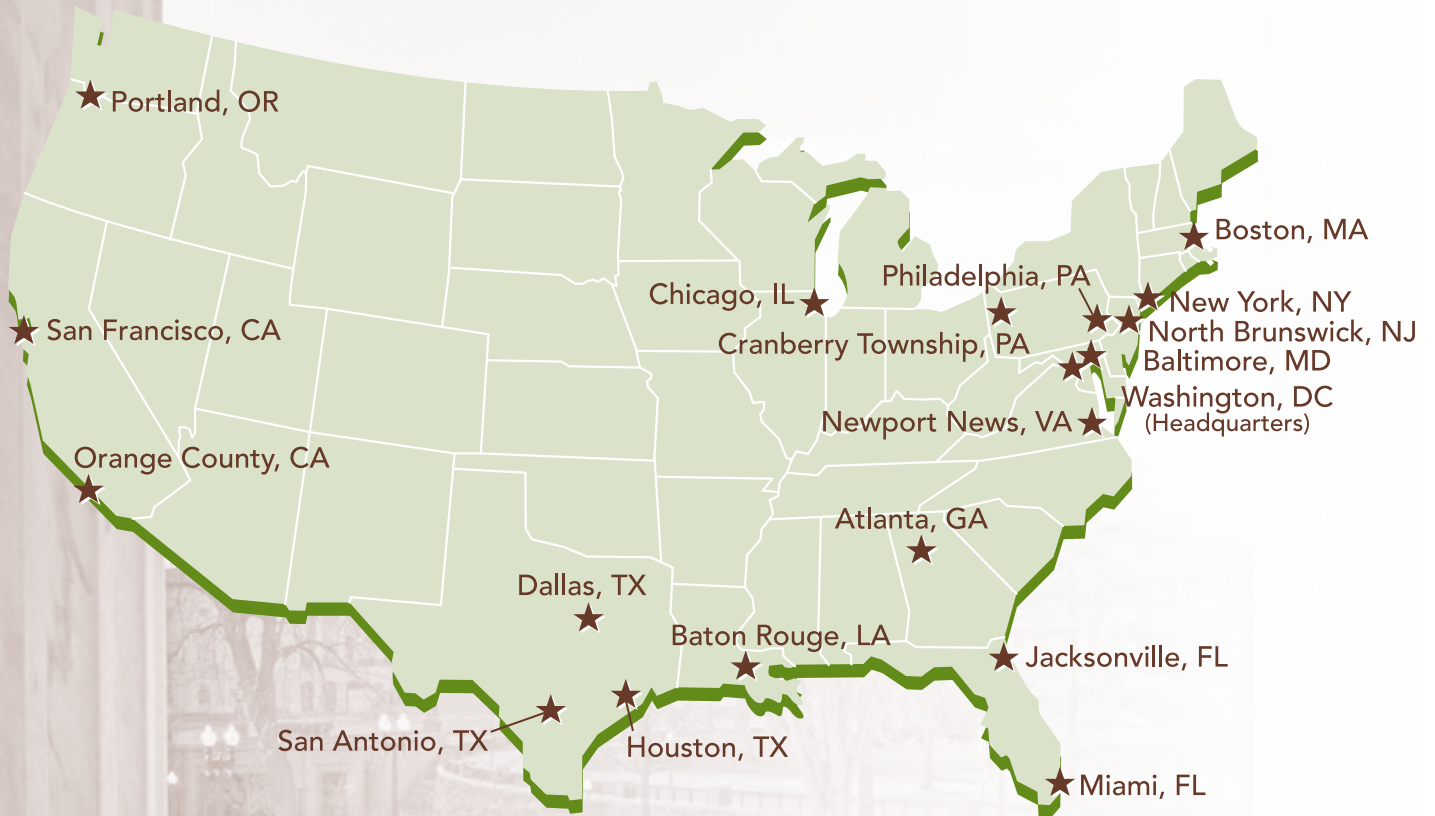 Portland, OR
Boston, MA
Philadelphia, PA
Chicago, IL
New York, NY
San Francisco, CA
North Brunswick, NJ
Cranberry Township, PA
Baltimore, MD
Washington, DC
(Headquarters)
Newport News, VA
Orange County, CA
Atlanta, GA
Dallas, TX
Baton Rouge, LA
Jacksonville, FL
San Antonio, TX
Houston, TX
Miami, FL